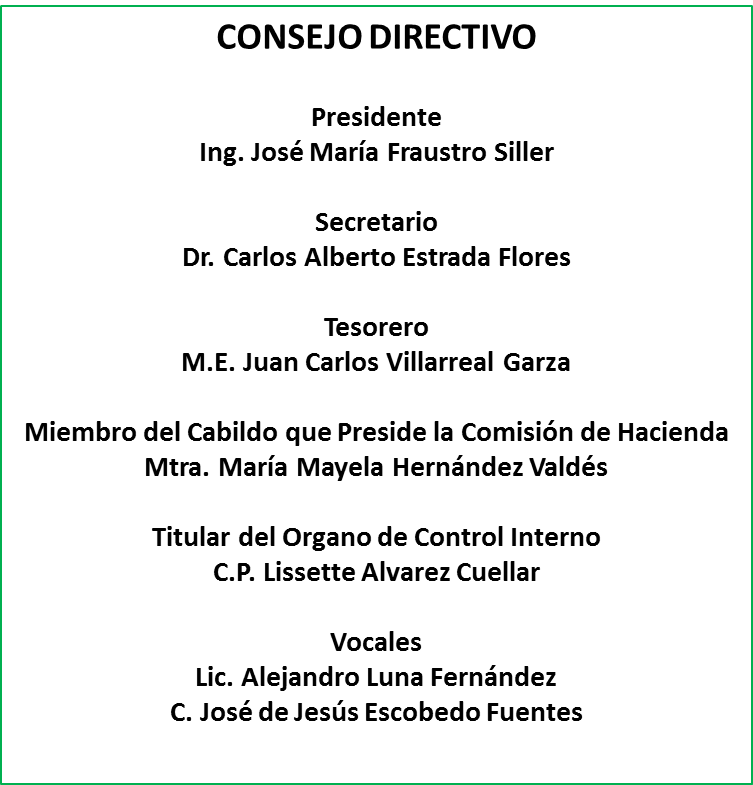 CONSEJO DIRECTIVO
Presidente
Ing. José María Fraustro Siller
Secretario
Dr. Carlos Alberto Estrada Flores
Tesorero
M.E. Juan Carlos Villarreal Garza
Miembro del Cabildo que Preside la Comisión de Hacienda
Mtra. María Mayela Hernández Valdés
Titular del Organo de Control Interno
C.P. Lissette Alvarez Cuellar
Vocales
Lic. Alejandro Luna Fernández
C. José de Jesús Escobedo Fuentes